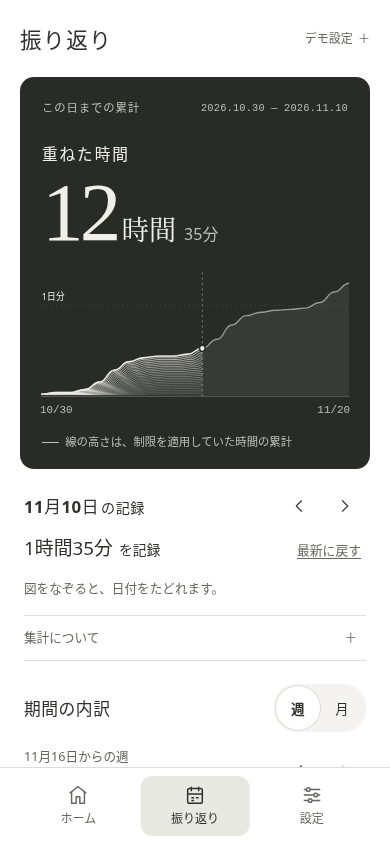 振り返り
デモ設定 ＋
この日までの累計
2026.10.30 — 2026.11.10
重ねた時間
12時間 35分
1日分
10/30
11/20
線の高さは、制限を適用していた時間の累計
11月10日 の記録
1時間35分 を記録
最新に戻す
図をなぞると、日付をたどれます。
集計について
期間の内訳
週
月
11月16日からの週
ホーム
振り返り
設定